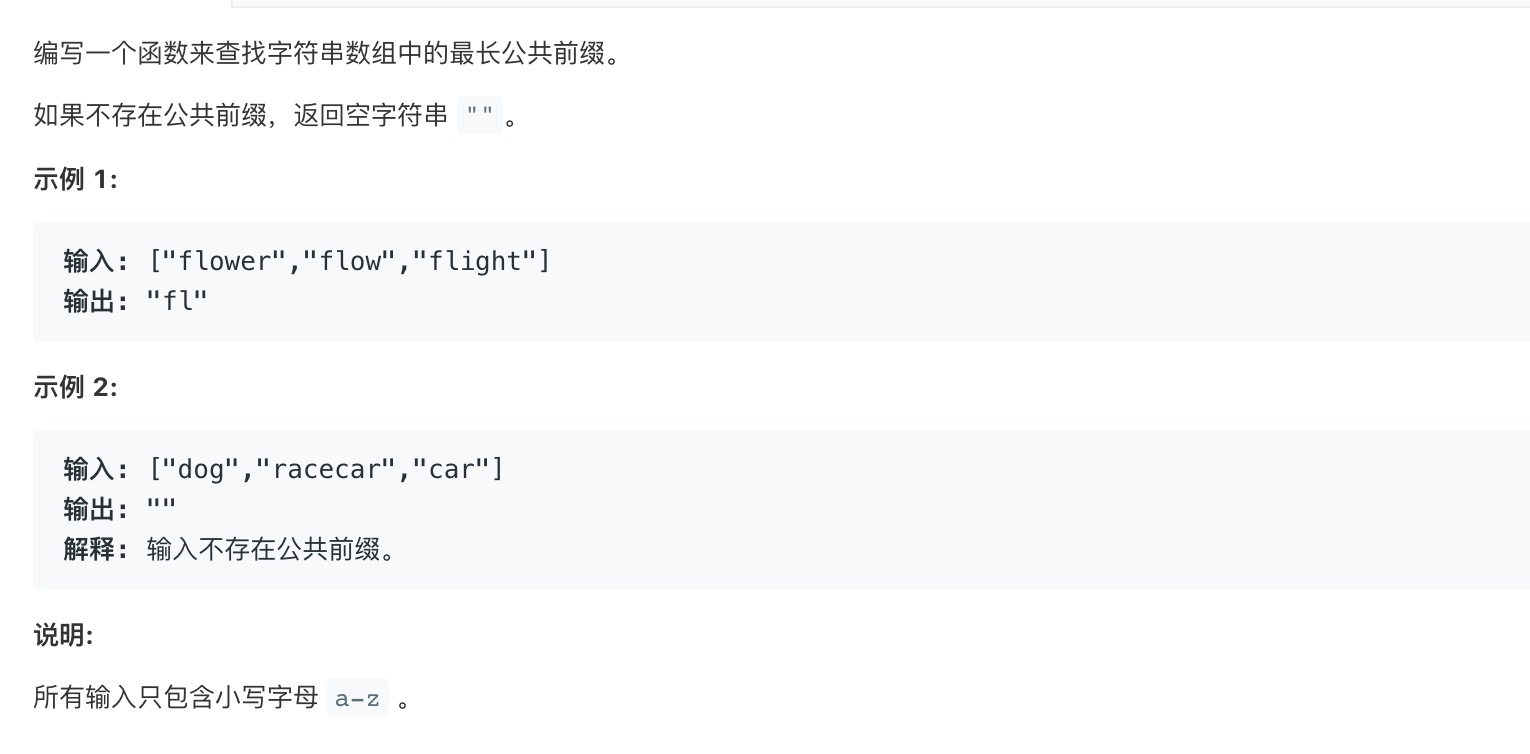 编写一个函数来查找字符串数组中的最长公共前缀。
如果不存在公共前缀，返回空字符串 ""。
示例 1:
输入: ["flower","flow","flight"]
输出: "fl"
示例 2:
输入: ["dog","racecar","car"]
输出: ""
解释: 输入不存在公共前缀。
说明:
所有输入只包含小写字母 a-z 。